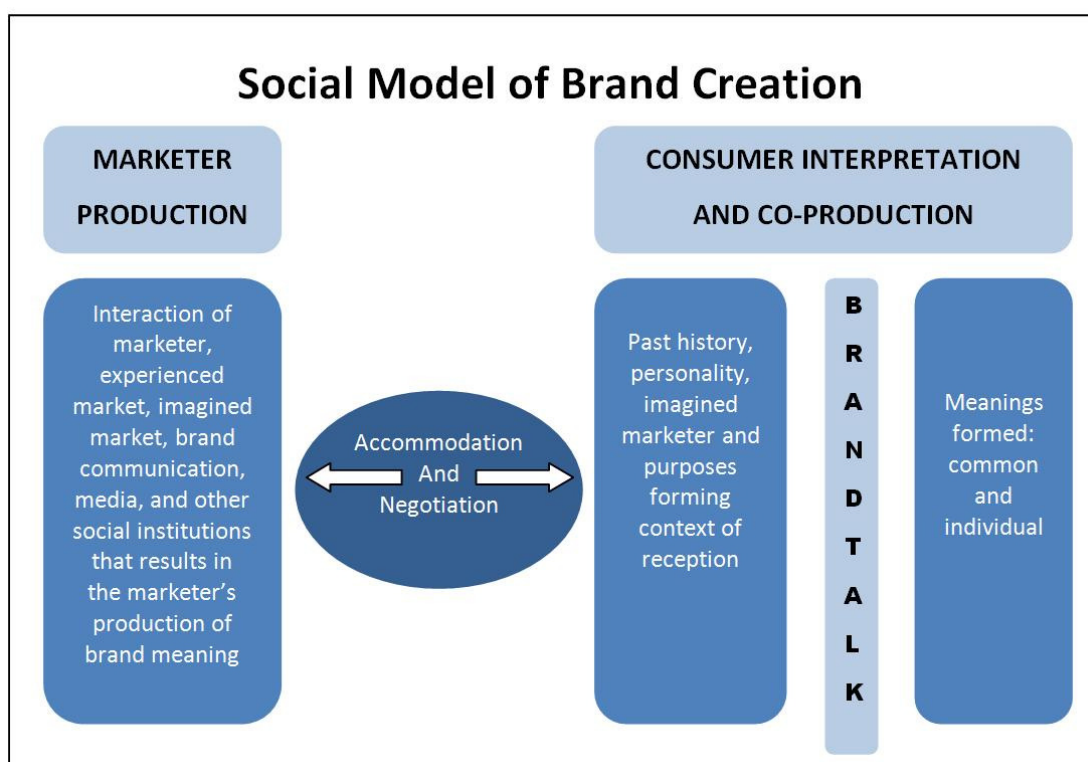 Social Model of Brand Creation
MARKETER
PRODUCTION
CONSUMER INTERPRETATION
AND CO-PRODUCTION
Interaction of
marketer,
experienced
market, imagined
market, brand
communication,
media, and other
social institutions
that results in
the marketer’s
production of
brand meaning
Accommodation
And
Negotiation
Past history,
personality,
imagined
marketer and
purposes
forming
context of
reception
B
R
A
N
D
T
A
L
K
Meanings
formed:
common
and
individual